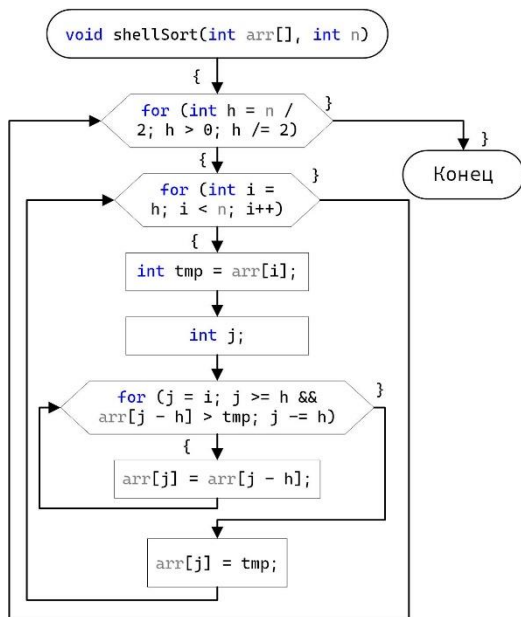 void shellSort(int arr[], int n)
{
for (int h = n /
2; h > 0; h /= 2)
}
}
Конец
{
for (int i =
h; i < n; i++)
}
{
int tmp = arr[i];
int j;
for (j = i; j >= h &&
arr[j - h] > tmp; j -= h)
}
{
arr[j] = arr[j - h];
arr[j] = tmp;